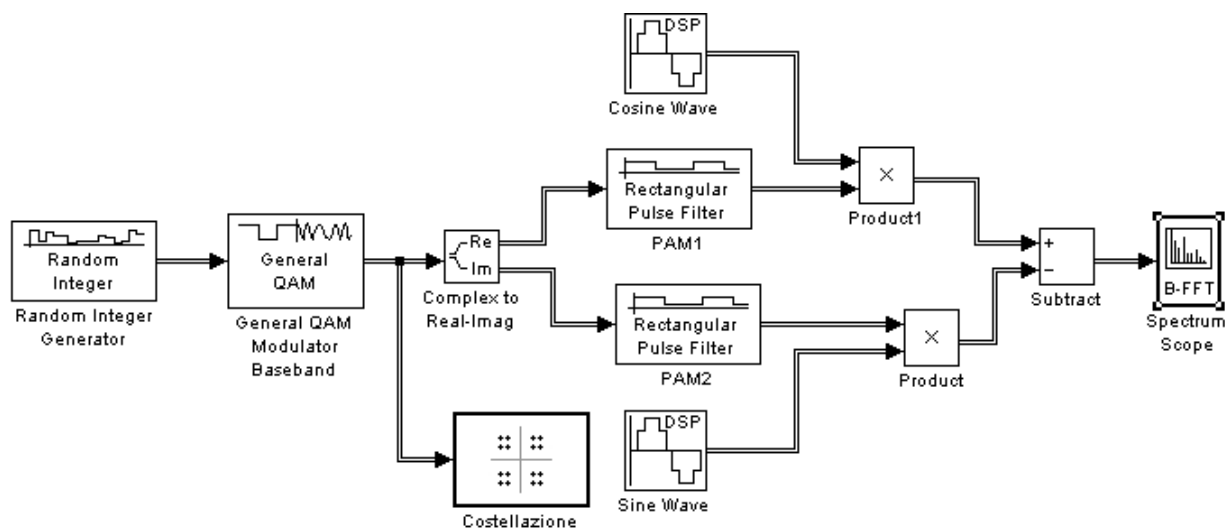 DSP
Cosine Wave
Rectangular
Pulse Filter
PAM1
×
Product1
Random
Integer
Random Integer
Generator
General
QAM
General QAM
Modulator
Baseband
Re
Im
Complex to
Real-Imag
+
−
Subtract
B-FFT
Spectrum
Scope
Rectangular
Pulse Filter
PAM2
×
Product
DSP
Sine Wave
Costellazione